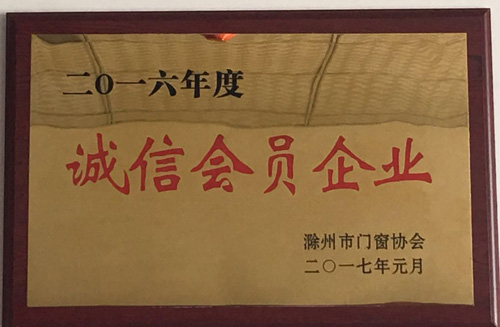 二0一六年度
诚信会员企业
滁州市门窗协会
二〇一七年元月